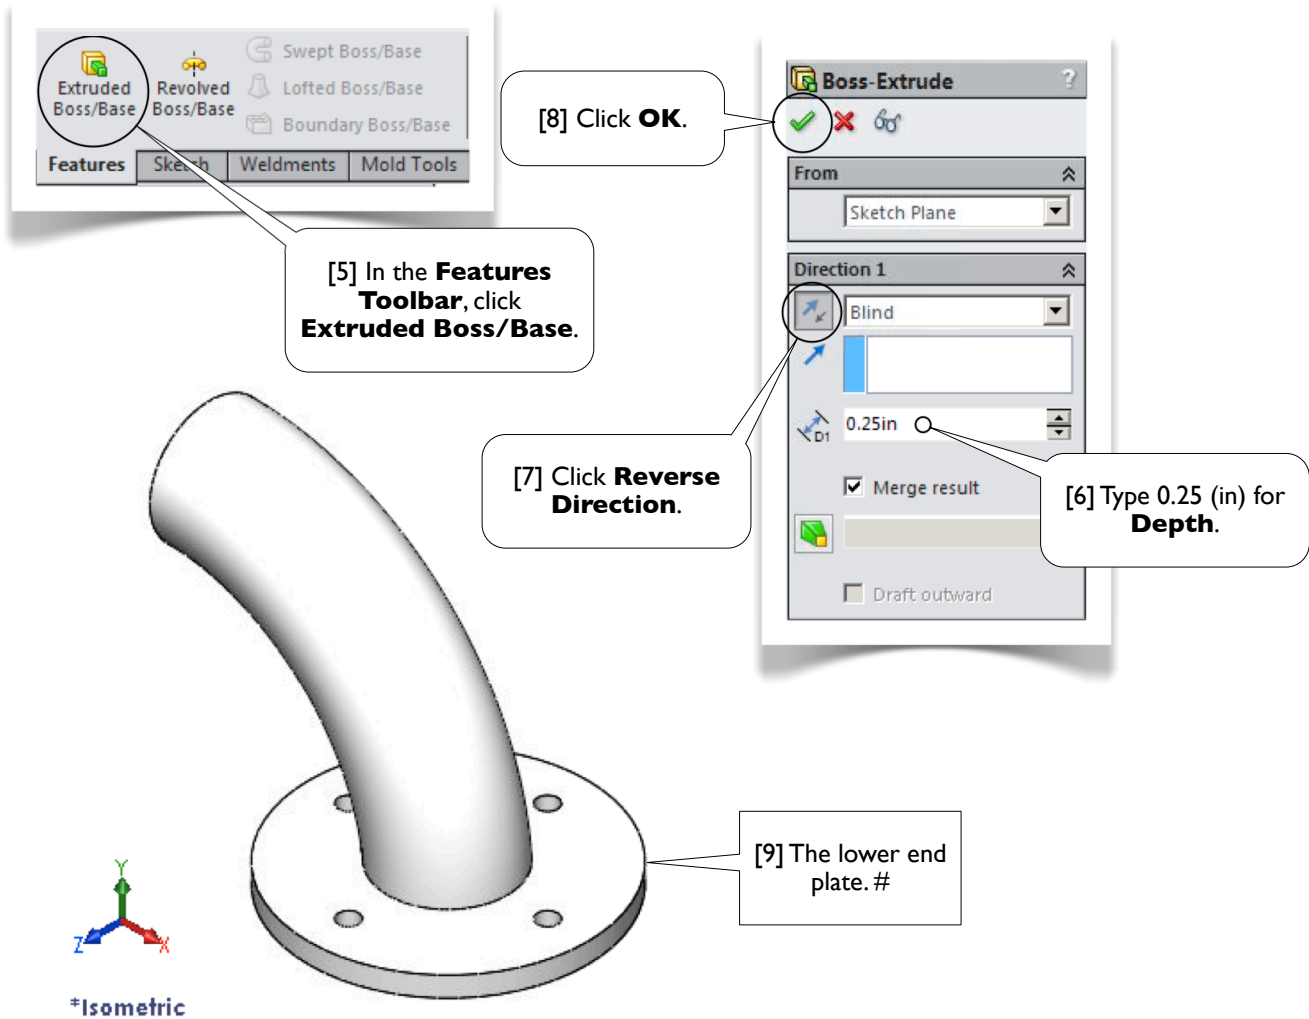 Extruded
Boss/Base
Revolved
Boss/Base
Swept Boss/Base
Lofted Boss/Base
Boundary Boss/Base
Features
Sketch
Weldments
Mold Tools
[5] In the Features
Toolbar, click
Extruded Boss/Base.
[8] Click OK.
Boss-Extrude
?
From
Sketch Plane
Direction 1
Blind
D1
0.25in
Merge result
Draft outward
[7] Click Reverse
Direction.
[6] Type 0.25 (in) for
Depth.
[9] The lower end
plate. #
Y
Z
X
*Isometric